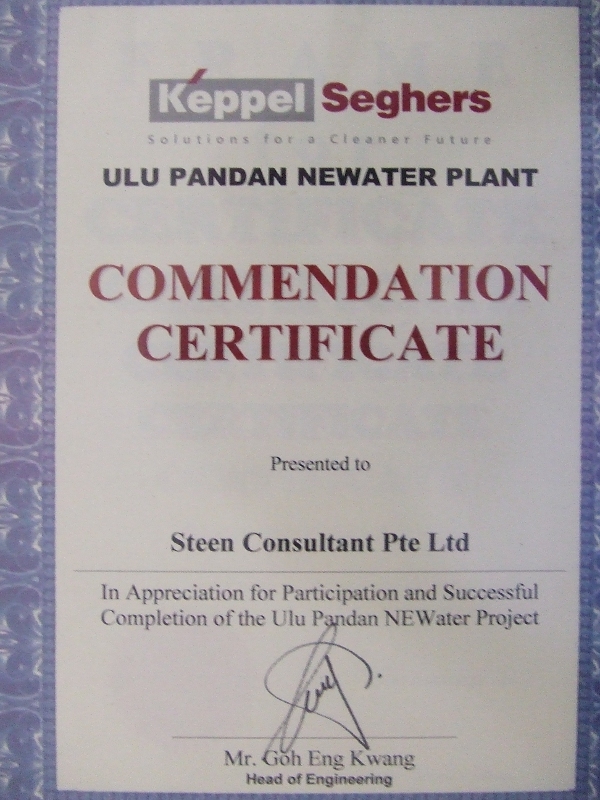 Keppel Seghers
Solutions for a Cleaner Future
ULU PANDAN NEWATER PLANT
COMMENDATION
CERTIFICATE
Presented to
Steen Consultant Pte Ltd
In Appreciation for Participation and Successful
Completion of the Ulu Pandan NEWater Project
Mr. Goh Eng Kwang
Head of Engineering